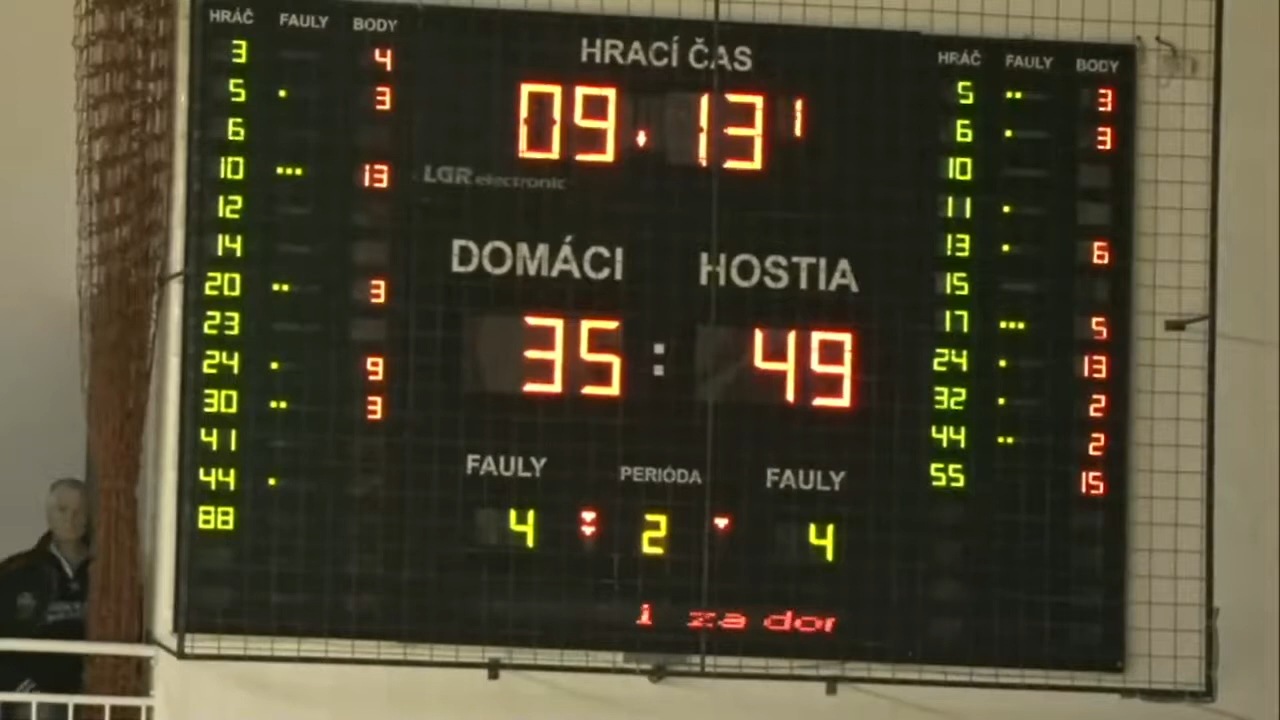 HRÁČ FAULY BODY
3 4
5 . 3
6
10 ... 13
12
14
20 .. 3
23
24 . 9
30 .. 3
41
44 .
88
HRACÍ ČAS
09.13'
LGR electronic
DOMÁCI HOSTIA
35 : 49
FAULY PERIÓDA FAULY
4 2 4
i za dom
HRÁČ FAULY BODY
5 .. 3
6 . 3
10
11 .
13 . 6
15
17 ... 5
24 . 13
32 . 2
44 .. 2
55 15